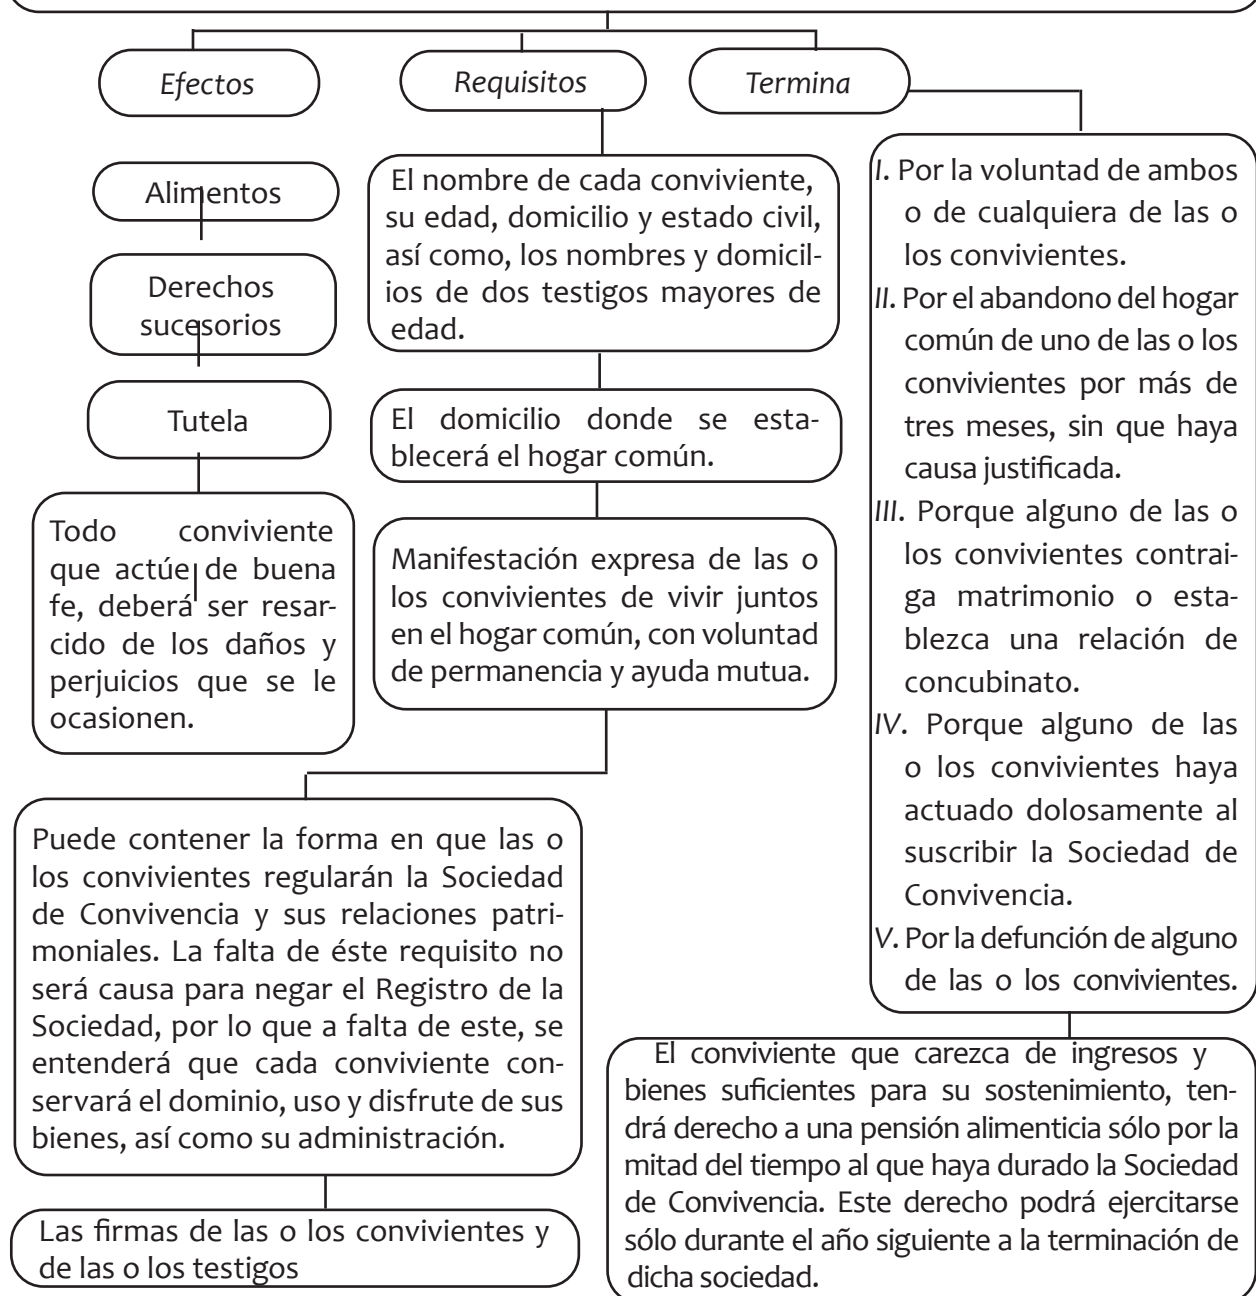 Efectos
Requisitos
Termina
Alimentos
Derechos
sucesorios
Tutela
Todo conviviente
que actúe de buena
fe, deberá ser resar-
cido de los daños y
perjuicios que se le
ocasionen.
El nombre de cada conviviente,
su edad, domicilio y estado civil,
así como, los nombres y domicil-
ios de dos testigos mayores de
edad.
El domicilio donde se esta-
blecerá el hogar común.
Manifestación expresa de las o
los convivientes de vivir juntos
en el hogar común, con voluntad
de permanencia y ayuda mutua.
Puede contener la forma en que las o
los convivientes regularán la Sociedad
de Convivencia y sus relaciones patri-
moniales. La falta de éste requisito no
será causa para negar el Registro de la
Sociedad, por lo que a falta de este, se
entenderá que cada conviviente con-
servará el dominio, uso y disfrute de sus
bienes, así como su administración.
Las firmas de las o los convivientes y
de las o los testigos
I. Por la voluntad de ambos
o de cualquiera de las o
los convivientes.
II. Por el abandono del hogar
común de uno de las o los
convivientes por más de
tres meses, sin que haya
causa justificada.
III. Porque alguno de las o
los convivientes contrai-
ga matrimonio o esta-
blezca una relación de
concubinato.
IV. Porque alguno de las
o los convivientes haya
actuado dolosamente al
suscribir la Sociedad de
Convivencia.
V. Por la defunción de alguno
de las o los convivientes.
El conviviente que carezca de ingresos y
bienes suficientes para su sostenimiento, ten-
drá derecho a una pensión alimenticia sólo por la
mitad del tiempo al que haya durado la Sociedad
de Convivencia. Este derecho podrá ejercitarse
sólo durante el año siguiente a la terminación de
dicha sociedad.